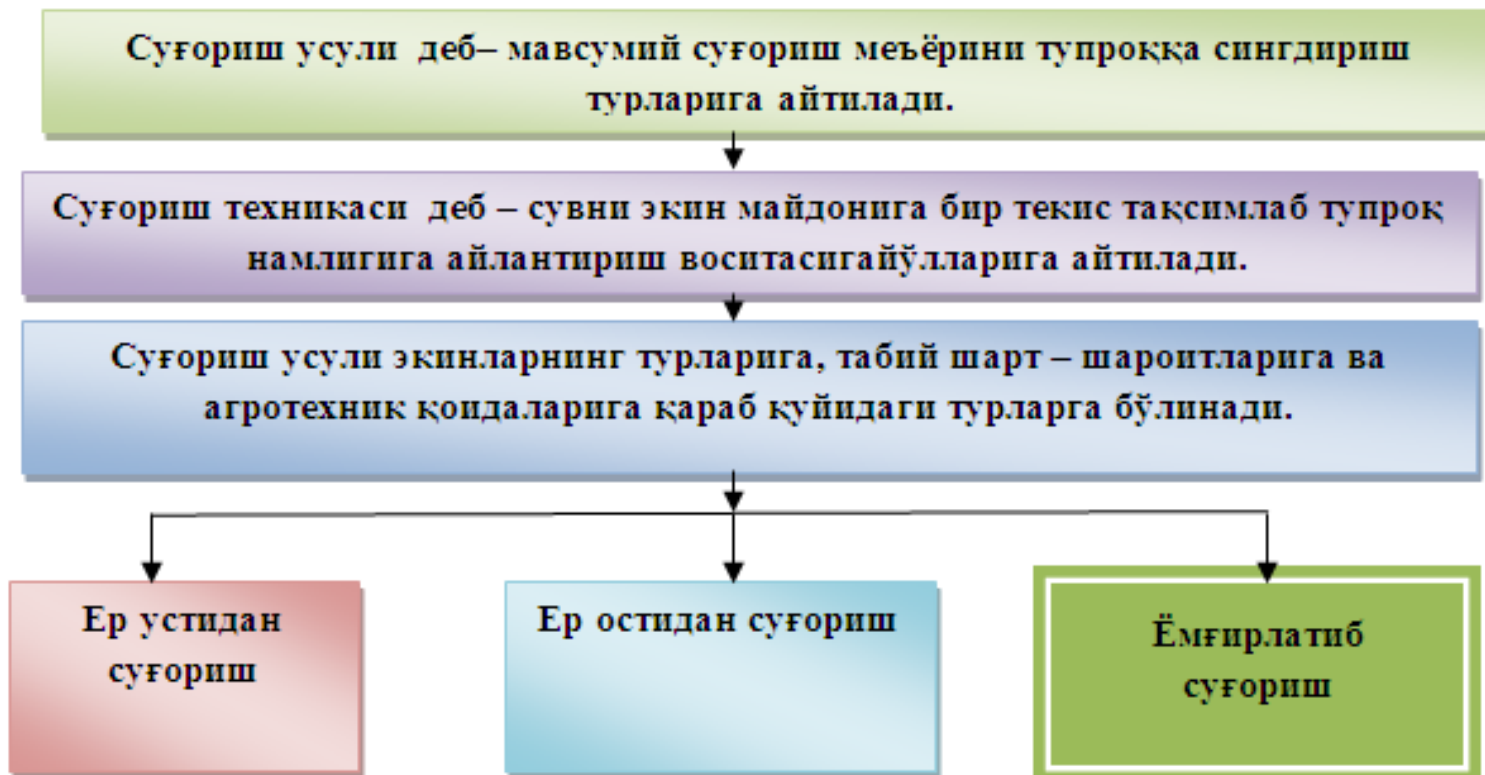 Суғориш усули деб– мавсумий суғориш меъёрини тупроққа сингдириш
турларига айтилади.
Суғориш техникаси деб – сувни экин майдонига бир текис тақсимлаб тупроқ
намлигига айлантириш воситасигайўлларига айтилади.
Суғориш усули экинларнинг турларига, табий шарт – шароитларига ва
агротехник қоидаларига қараб қуйидаги турларга бўлинади.
Ер устидан
суғориш
Ер остидан суғориш
Ёмғирлатиб
суғориш